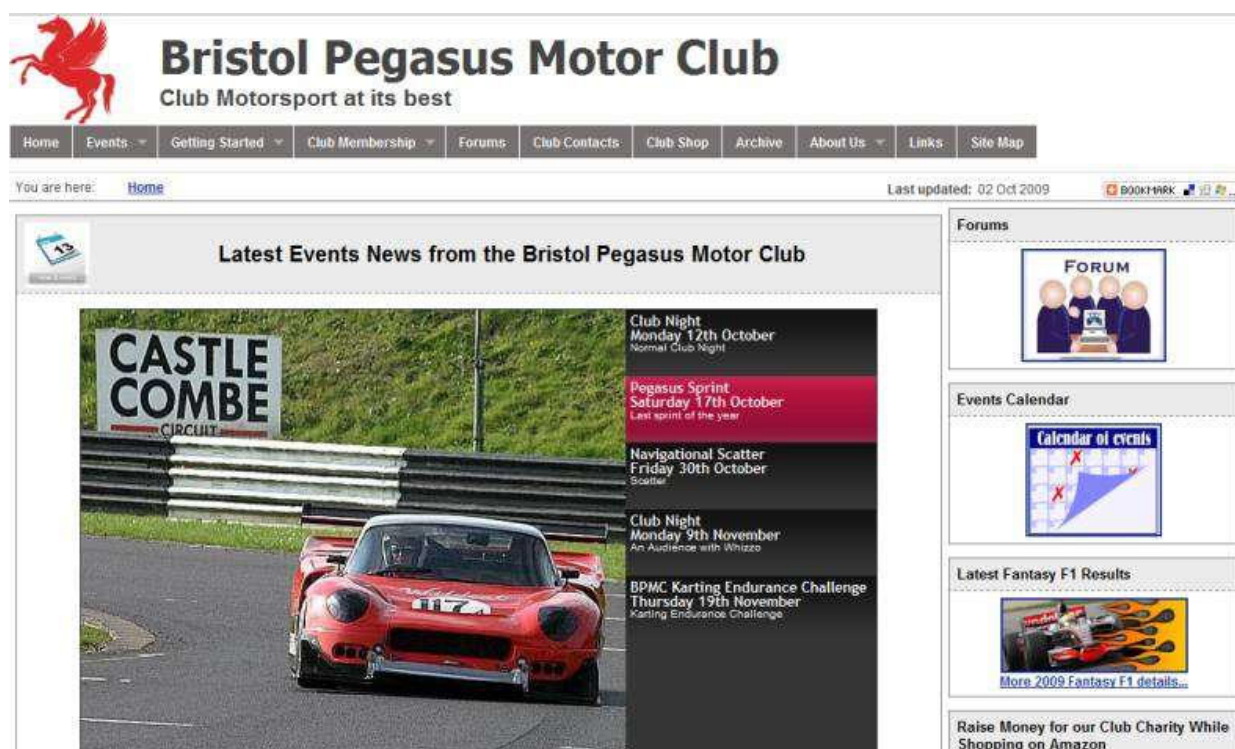 Bristol Pegasus Motor Club
Club Motorsport at its best
Home Events Getting Started Club Membership Forums Club Contacts Club Shop Archive About Us Links Site Map
You are here: Home
Last updated: 02 Oct 2009
BOOKMARK
13
Latest Events News from the Bristol Pegasus Motor Club
CASTLE
COMBE
CIRCUIT
117
Club Night
Monday 12th October
Normal Club Night
Pegasus Sprint
Saturday 17th October
Last sprint of the year
Navigational Scatter
Friday 30th October
Scatter
Club Night
Monday 9th November
An Audience with Whizzo
BPMC Karting Endurance Challenge
Thursday 19th November
Karting Endurance Challenge
Forums
FORUM
Events Calendar
Calendar of events
Latest Fantasy F1 Results
More 2009 Fantasy F1 details...
Raise Money for our Club Charity While
Shopping on Amazon